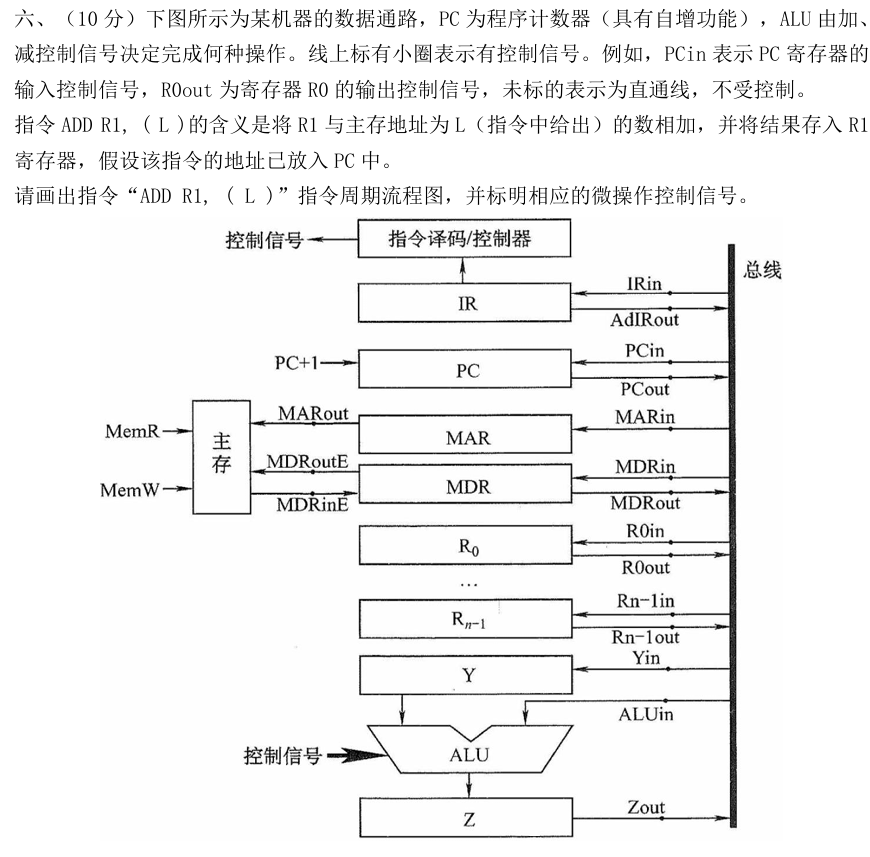 六、（10 分）下图所示为某机器的数据通路，PC 为程序计数器（具有自增功能），ALU 由加、
减控制信号决定完成何种操作。线上标有小圈表示有控制信号。例如，PCin 表示 PC 寄存器的
输入控制信号，R0out 为寄存器 R0 的输出控制信号，未标的表示为直通线，不受控制。
指令 ADD R1, ( L )的含义是将 R1 与主存地址为 L（指令中给出）的数相加，并将结果存入 R1
寄存器，假设该指令的地址已放入 PC 中。
请画出指令“ADD R1, ( L )”指令周期流程图，并标明相应的微操作控制信号。
控制信号
指令译码/控制器
总线
IR
IRin
AdIRout
PC+1
PC
PCin
PCout
MemR
MemW
主存
MARout
MAR
MARin
MDRoutE
MDRinE
MDR
MDRin
MDRout
R0
R0in
R0out
…
Rn-1
Rn-1in
Rn-1out
Y
Yin
ALUin
控制信号
ALU
Z
Zout